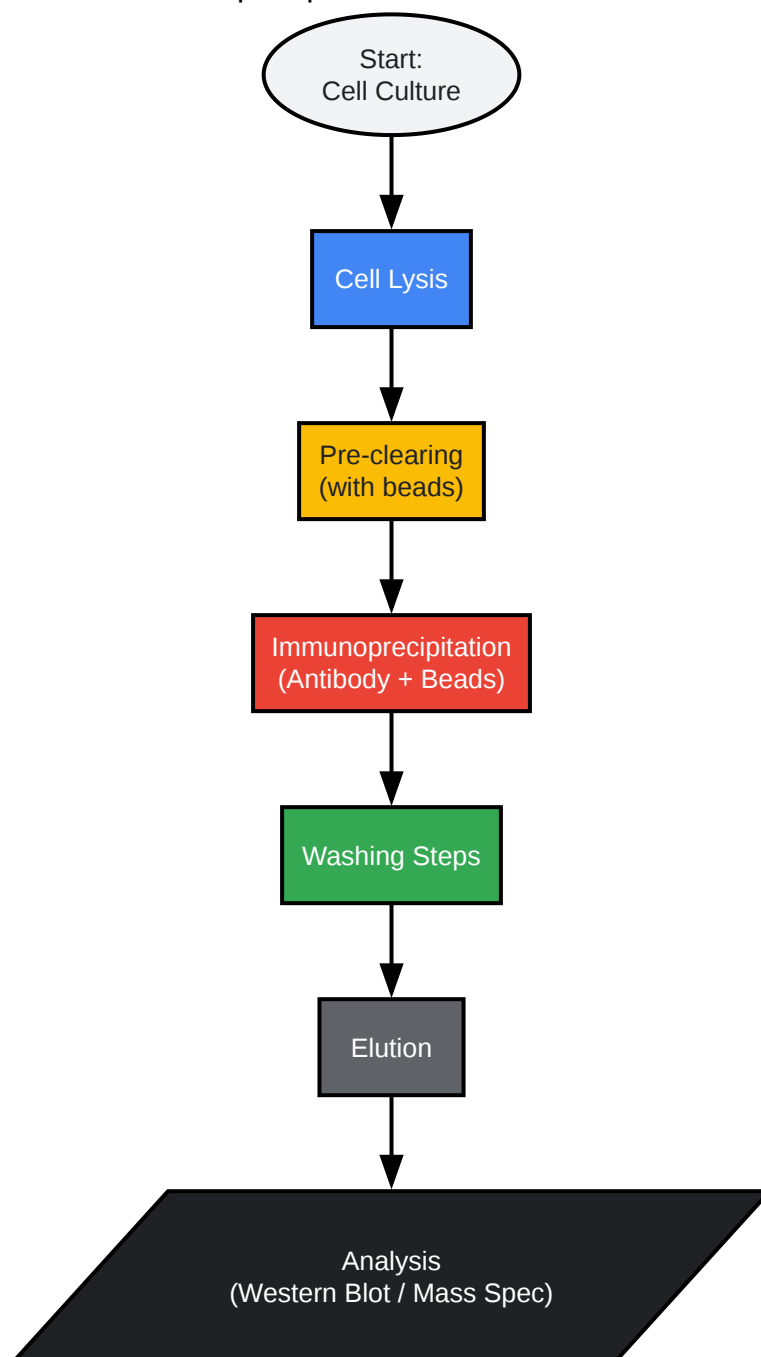 Start:
Cell Culture
Cell Lysis
Pre-clearing
(with beads)
Immunoprecipitation
(Antibody + Beads)
Washing Steps
Elution
Analysis
(Western Blot / Mass Spec)